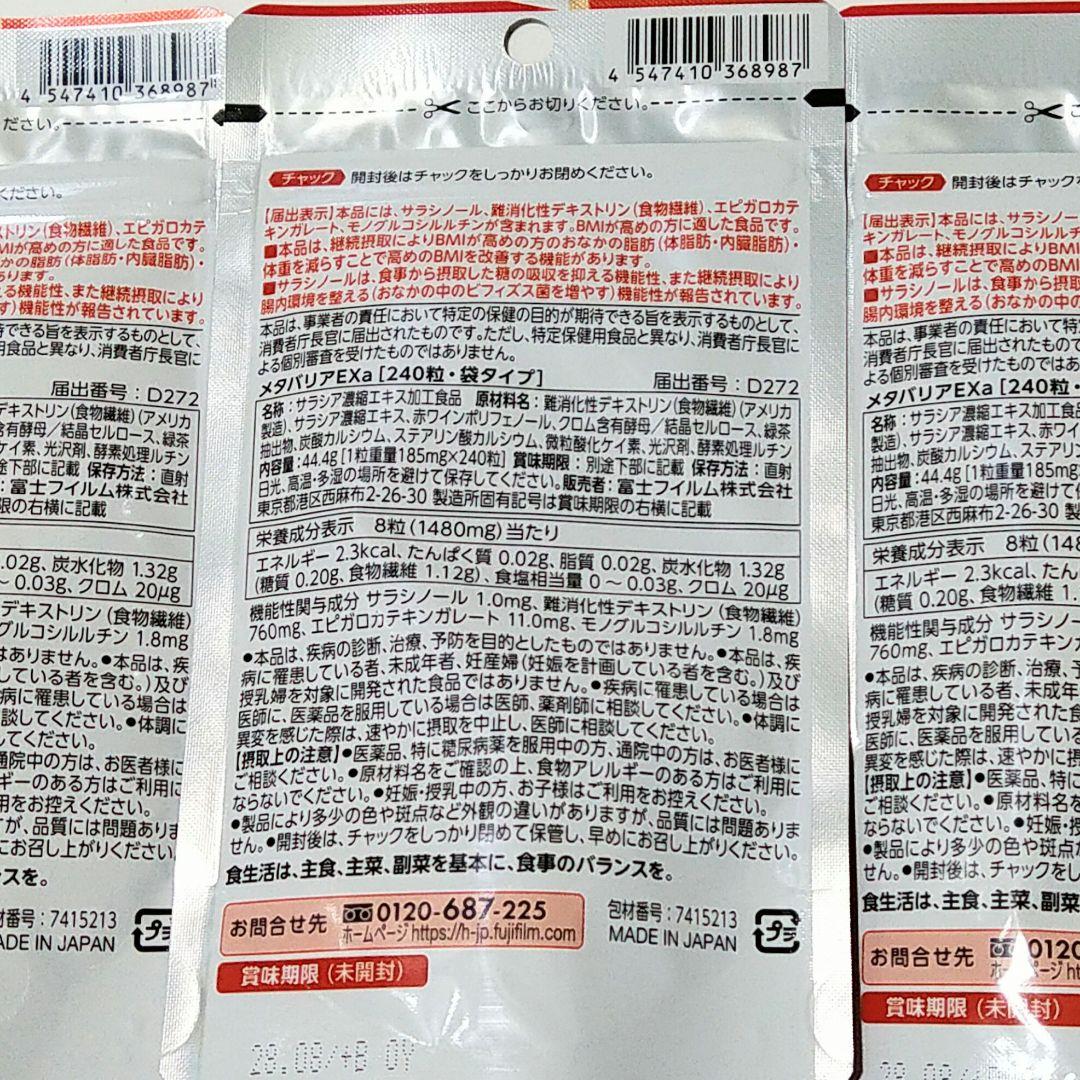 4 547410 368987
ここからお切りください。
チャック 開封後はチャックをしっかりお閉めください。
【届出表示】本品には、サラシノール、難消化性デキストリン(食物繊維)、エピガロカテ
キンガレート、モノグルコシルルチンが含まれます。BMIが高めの方に適した食品です。
■本品は、継続摂取によりBMIが高めの方のおなかの脂肪(体脂肪・内臓脂肪)・
体重を減らすことで高めのBMIを改善する機能があります。
■サラシノールは、食事から摂取した糖の吸収を抑える機能性、また継続摂取により
腸内環境を整える(おなかの中のビフィズス菌を増やす)機能性が報告されています。
本品は、事業者の責任において特定の保健の目的が期待できる旨を表示するものとして、
消費者庁長官に届出されたものです。ただし、特定保健用食品と異なり、消費者庁長官に
よる個別審査を受けたものではありません。
メタバリアEXa [240粒・袋タイプ] 届出番号:D272
名称:サラシア濃縮エキス加工食品 原材料名:難消化性デキストリン(食物繊維)(アメリカ
製造)、サラシア濃縮エキス、赤ワインポリフェノール、クロム含有酵母/結晶セルロース、緑茶
抽出物、炭酸カルシウム、ステアリン酸カルシウム、微粒酸化ケイ素、光沢剤、酵素処理ルチン
内容量:44.4g[1粒重量185mg×240粒] 賞味期限:別途下部に記載 保存方法:直射
日光、高温・多湿の場所を避けて保存してください。販売者:富士フイルム株式会社
東京都港区西麻布2-26-30 製造所固有記号は賞味期限の右横に記載
栄養成分表示 8粒(1480mg)当たり
エネルギー 2.3kcal、たんぱく質 0.02g、脂質 0.02g、炭水化物 1.32g
(糖質 0.20g、食物繊維 1.12g)、食塩相当量 0～0.03g、クロム 20μg
機能性関与成分 サラシノール 1.0mg、難消化性デキストリン(食物繊維)
760mg、エピガロカテキンガレート 11.0mg、モノグルコシルルチン 1.8mg
●本品は、疾病の診断、治療、予防を目的としたものではありません。●本品は、疾
病に罹患している者、未成年者、妊産婦(妊娠を計画している者を含む。)及び
授乳婦を対象に開発された食品ではありません。●疾病に罹患している場合は
医師に、医薬品を服用している場合は医師、薬剤師に相談してください。●体調に
異変を感じた際は、速やかに摂取を中止し、医師に相談してください。
【摂取上の注意】●医薬品、特に糖尿病薬を服用中の方、通院中の方は、お医者様に
ご相談ください。●原材料名をご確認の上、食物アレルギーのある方はご利用に
ならないでください。●妊娠・授乳中の方、お子様はご利用をお控えください。
●製品により多少の色や斑点など外観の違いがありますが、品質には問題ありま
せん。●開封後は、チャックをしっかり閉めて保管し、早めにお召し上がりください。
食生活は、主食、主菜、副菜を基本に、食事のバランスを。
お問合せ先 0120-687-225
ホームページ https://h-jp.fujifilm.com
包材番号:7415213
MADE IN JAPAN
プラ
賞味期限(未開封)
28.08/+B 0Y